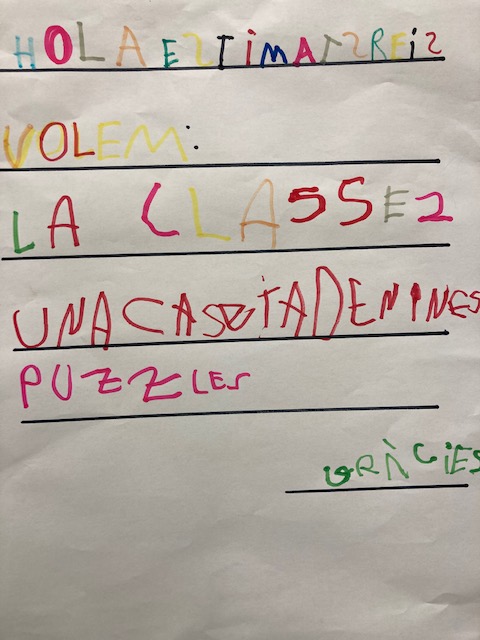 HOLA ESTIMATS REIS
VOLEM:
LA CLASSE 2
UNA CASETA DE NINES
PUZZLES
GRÀCIES